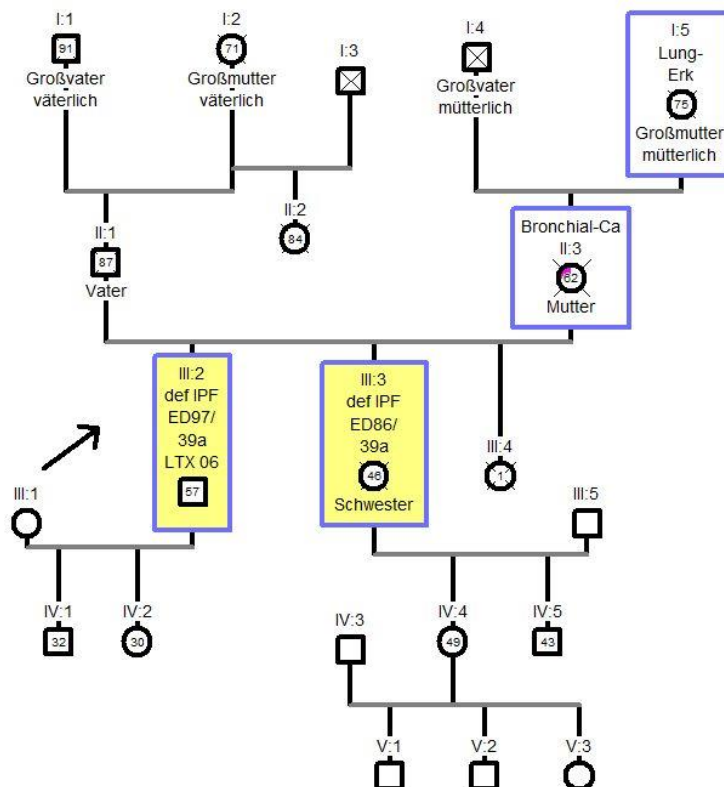 I:1
91
Großvater
väterlich
I:2
71
Großmutter
väterlich
I:3
I:4
Großvater
mütterlich
I:5
Lung-
Erk
75
Großmutter
mütterlich
II:1
87
Vater
II:2
84
Bronchial-Ca
II:3
62
Mutter
III:1
III:2
def IPF
ED97/
39a
LTX 06
57
III:3
def IPF
ED86/
39a
46
Schwester
III:4
1
III:5
IV:1
32
IV:2
30
IV:3
IV:4
49
IV:5
43
V:1
V:2
V:3